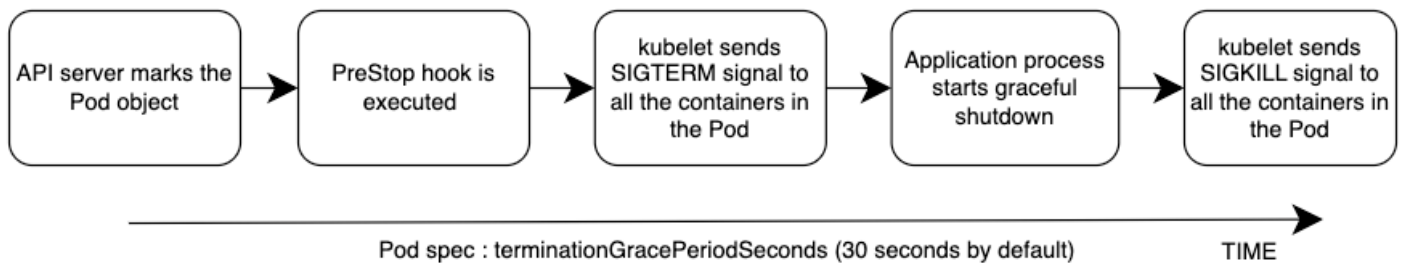 API server marks the
Pod object
PreStop hook is
executed
kubelet sends
SIGTERM signal to
all the containers in
the Pod
Application process
starts graceful
shutdown
kubelet sends
SIGKILL signal to
all the containers in
the Pod
Pod spec : terminationGracePeriodSeconds (30 seconds by default)
TIME